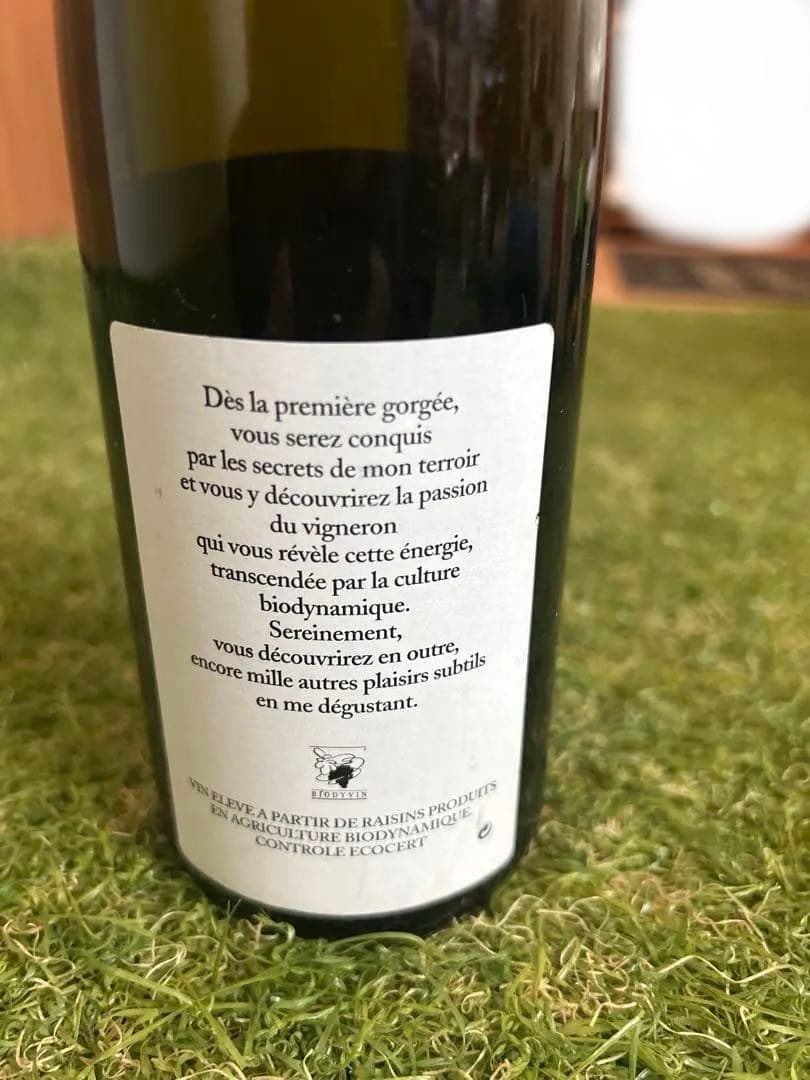 Dès la première gorgée,
vous serez conquis
par les secrets de mon terroir
et vous y découvrirez la passion
du vigneron
qui vous révèle cette énergie,
transcendée par la culture
biodynamique.
Sereinement,
vous découvrirez en outre,
encore mille autres plaisirs subtils
en me dégustant.
BIODYVIN
VIN ELEVE A PARTIR DE RAISINS PRODUITS
EN AGRICULTURE BIODYNAMIQUE.
CONTROLE ECOCERT